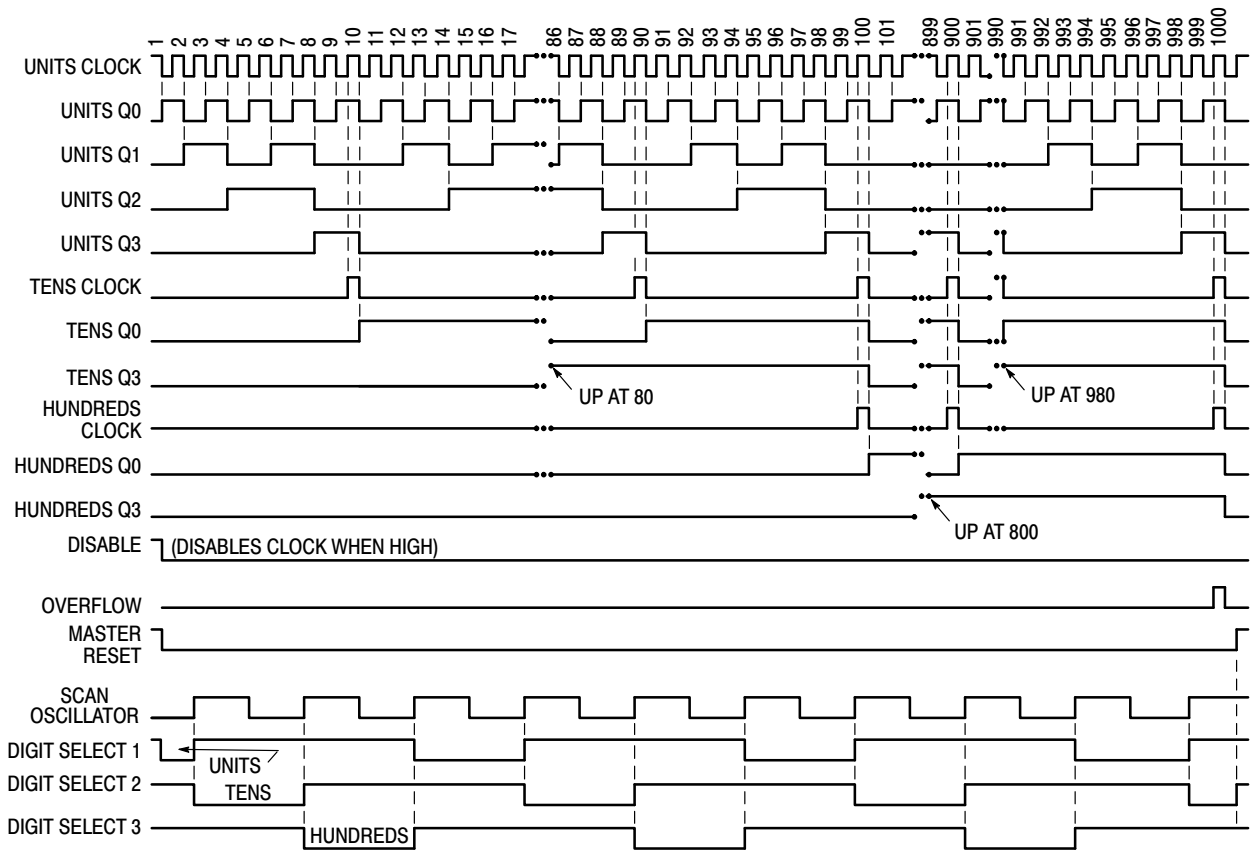 1 2 3 4 5 6 7 8 9 10 11 12 13 14 15 16 17 86 87 88 89 90 91 92 93 94 95 96 97 98 99 100 101 899 900 901 990 991 992 993 994 995 996 997 998 999 1000
UNITS CLOCK
UNITS Q0
UNITS Q1
UNITS Q2
UNITS Q3
TENS CLOCK
TENS Q0
TENS Q3
UP AT 80
UP AT 980
HUNDREDS
CLOCK
HUNDREDS Q0
HUNDREDS Q3
UP AT 800
DISABLE
(DISABLES CLOCK WHEN HIGH)
OVERFLOW
MASTER
RESET
SCAN
OSCILLATOR
DIGIT SELECT 1
UNITS
DIGIT SELECT 2
TENS
DIGIT SELECT 3
HUNDREDS